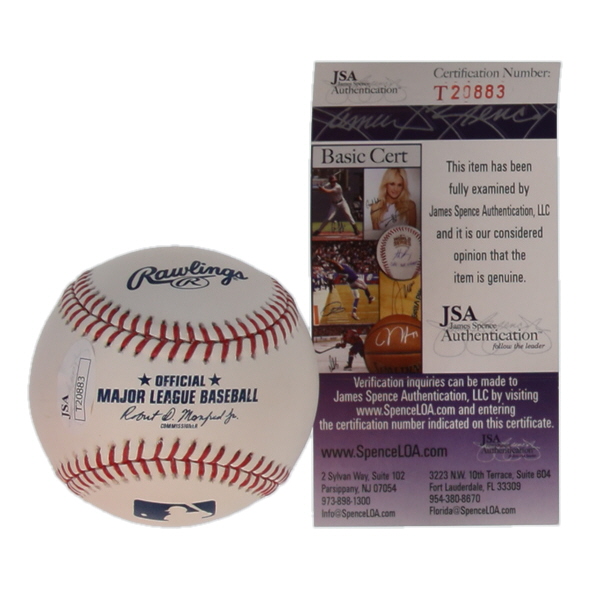 Rawlings
R
★ OFFICIAL ★
MAJOR LEAGUE BASEBALL
Robert D. Manfred Jr.
COMMISSIONER
JSA
T20883
JSA
James Spence
Authentication
Certification Number:
T20883
James Spence
Basic Cert
This item has been
fully examined by
James Spence Authentication, LLC
and it is our considered
opinion that the
item is genuine.
JSA
James Spence
Authentication
follow the leader
Verification inquiries can be made to
James Spence Authentication, LLC by visiting
www.SpenceLOA.com and entering
the certification number indicated on this certificate.
www.SpenceLOA.com
JSA
Authentication
2 Sylvan Way, Suite 102
Parsippany, NJ 07054
973-898-1300
Info@SpenceLOA.com
3223 N.W. 10th Terrace, Suite 604
Fort Lauderdale, FL 33309
954-380-8670
Florida@SpenceLOA.com